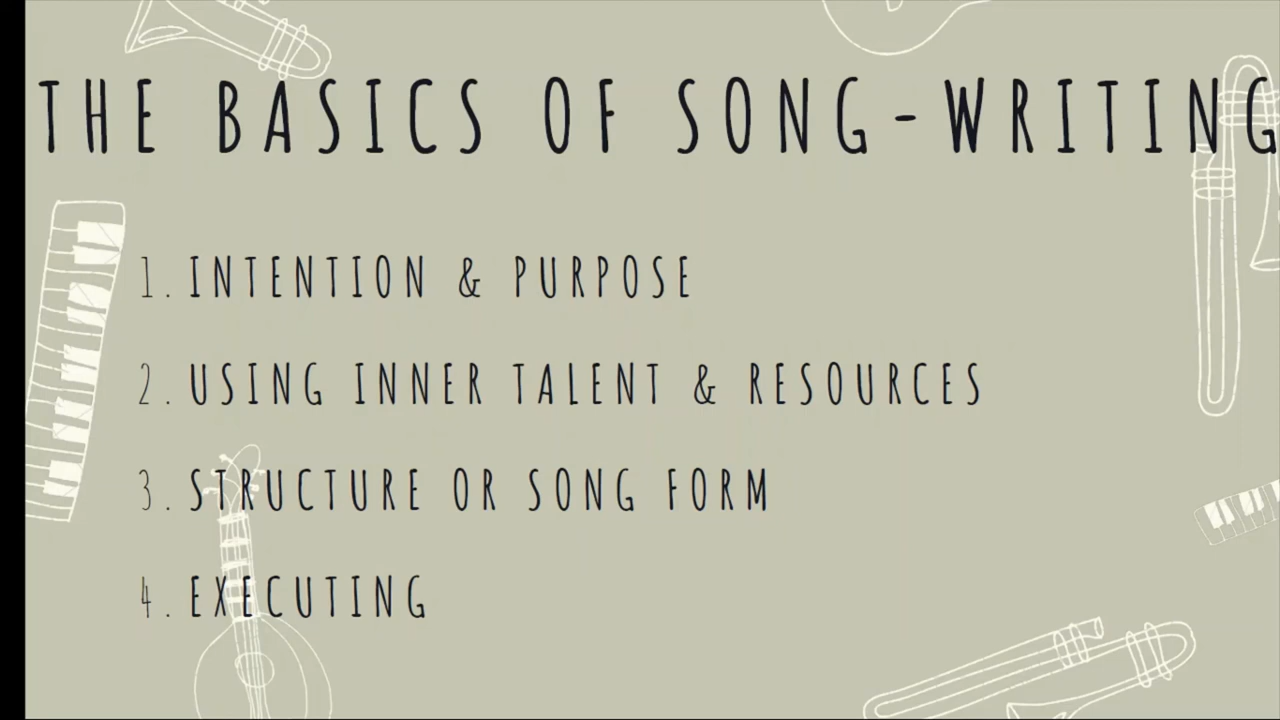 THE BASICS OF SONG-WRITING
1. INTENTION & PURPOSE
2. USING INNER TALENT & RESOURCES
3. STRUCTURE OR SONG FORM
4. EXECUTING